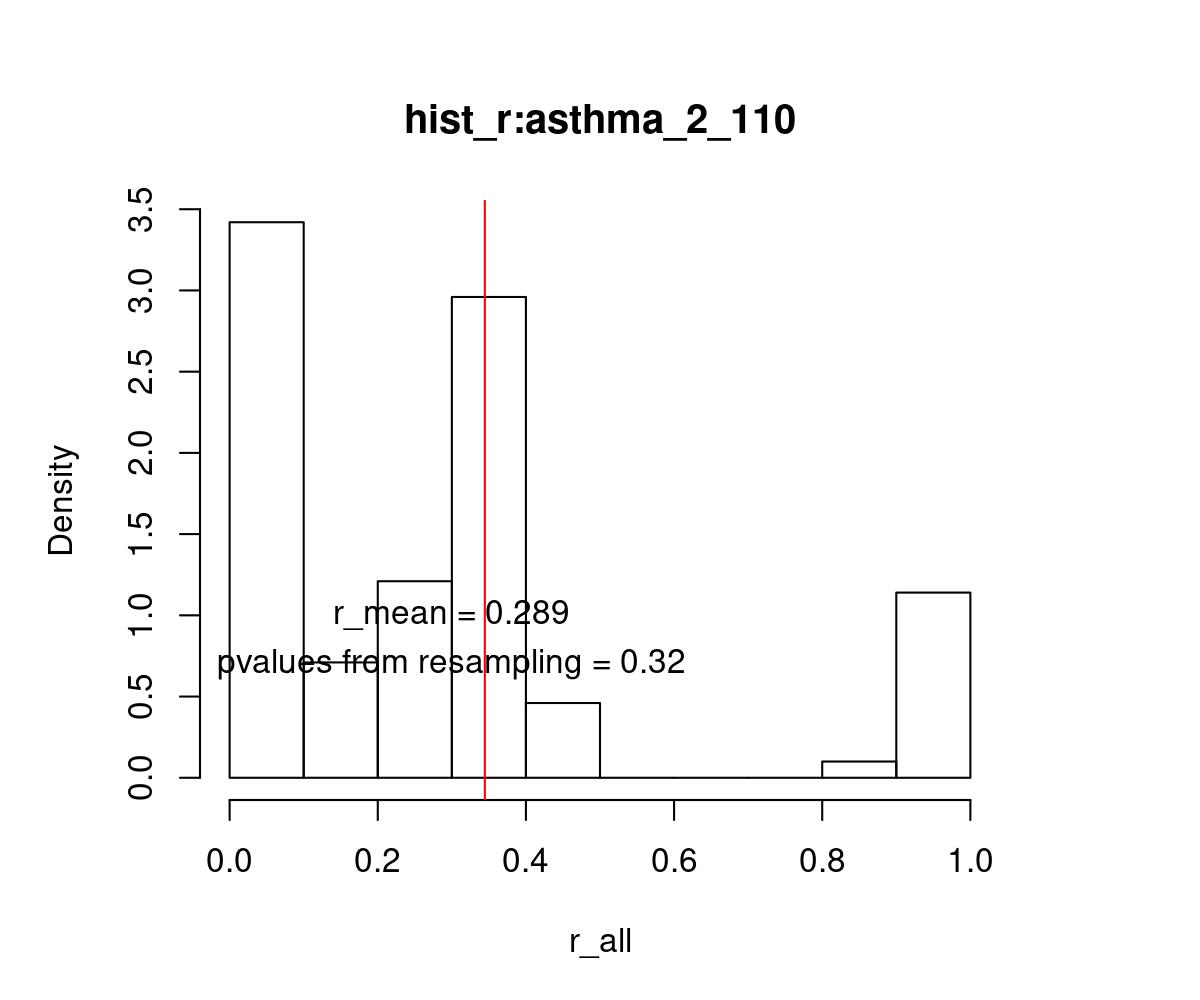 hist_r:asthma_2_110
3.5
3.0
2.5
2.0
1.5
1.0
0.5
0.0
Density
r_mean = 0.289
pvalues from resampling = 0.32
0.0 0.2 0.4 0.6 0.8 1.0
r_all